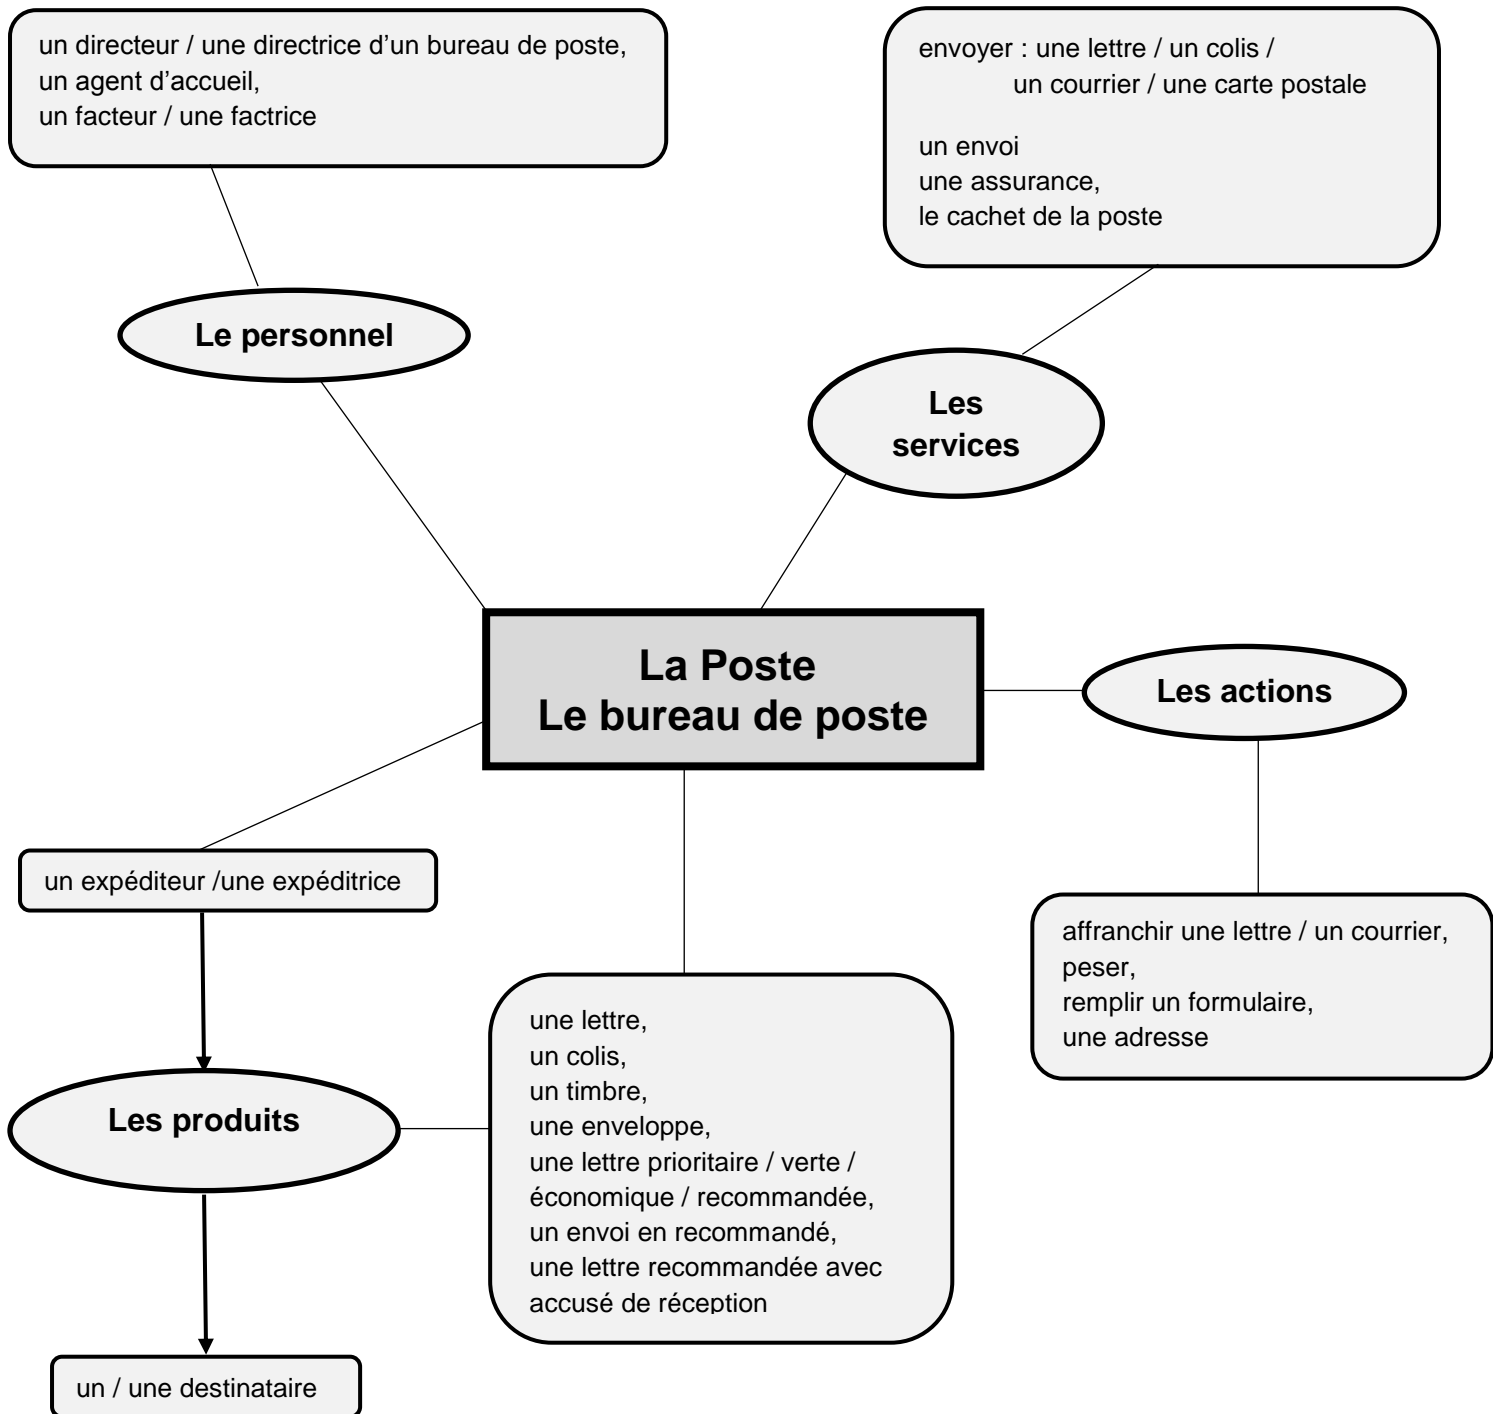 un directeur / une directrice d’un bureau de poste,
un agent d’accueil,
un facteur / une factrice
envoyer : une lettre / un colis /
un courrier / une carte postale
un envoi
une assurance,
le cachet de la poste
Le personnel
Les
services
La Poste
Le bureau de poste
Les actions
un expéditeur /une expéditrice
affranchir une lettre / un courrier,
peser,
remplir un formulaire,
une adresse
Les produits
une lettre,
un colis,
un timbre,
une enveloppe,
une lettre prioritaire / verte /
économique / recommandée,
un envoi en recommandé,
une lettre recommandée avec
accusé de réception
un / une destinataire